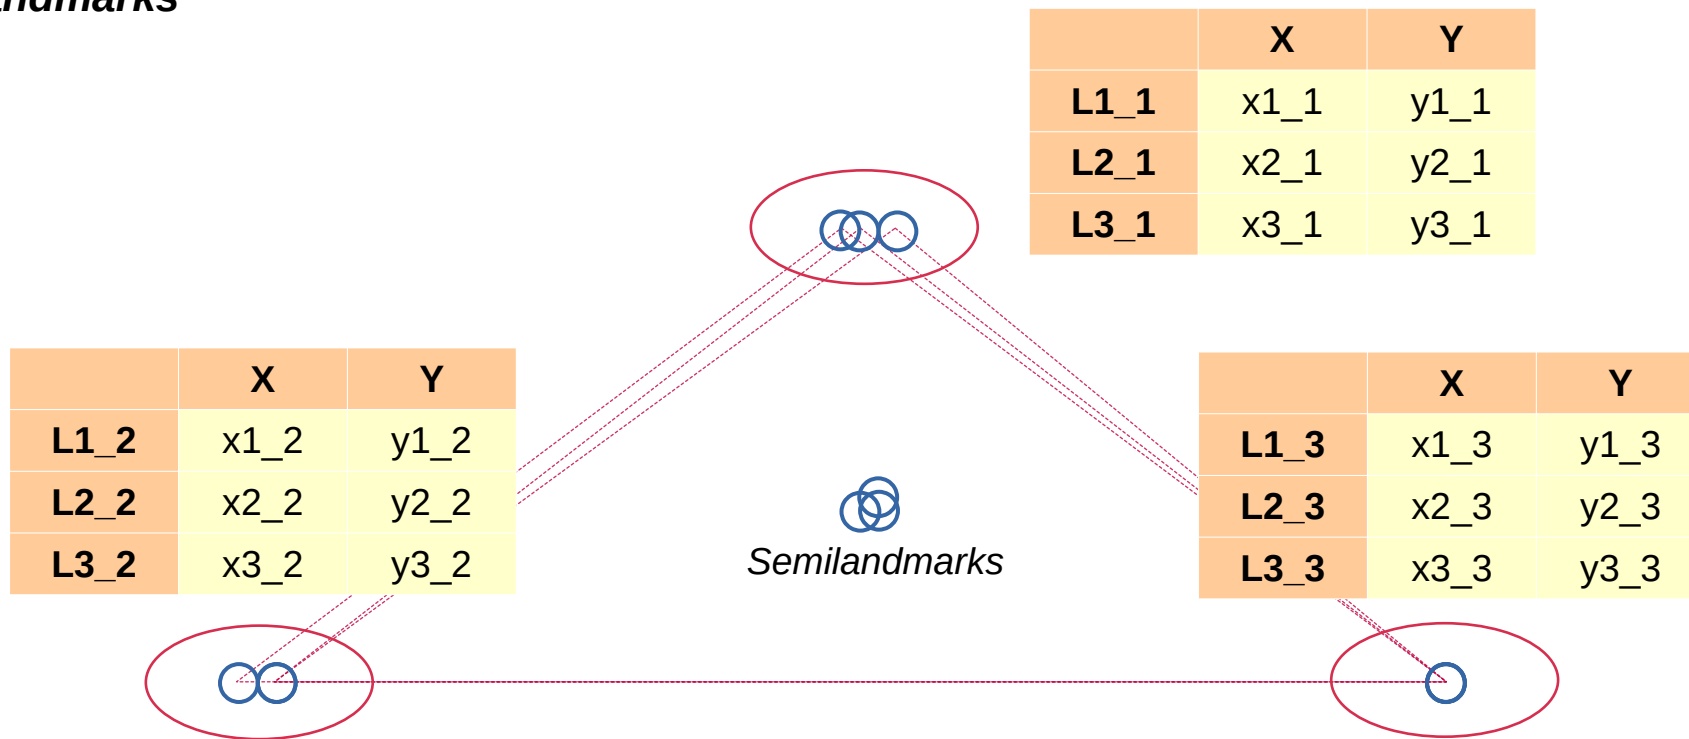 X Y
L1_1 x1_1 y1_1
L2_1 x2_1 y2_1
L3_1 x3_1 y3_1
X Y
L1_2 x1_2 y1_2
L2_2 x2_2 y2_2
L3_2 x3_2 y3_2
Semilandmarks
X Y
L1_3 x1_3 y1_3
L2_3 x2_3 y2_3
L3_3 x3_3 y3_3